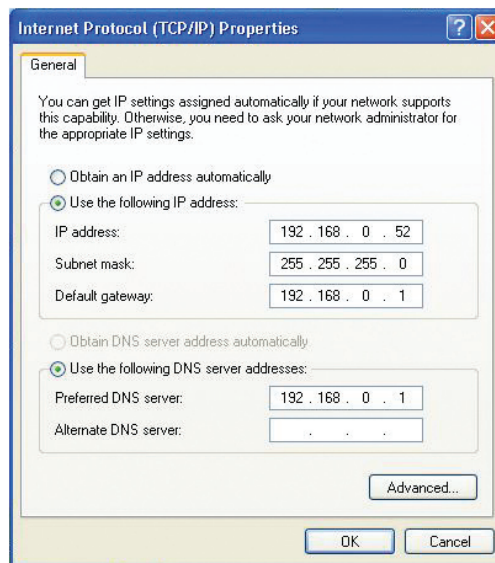 Internet Protocol (TCP/IP) Properties
General
You can get IP settings assigned automatically if your network supports
this capability. Otherwise, you need to ask your network administrator for
the appropriate IP settings.
Obtain an IP address automatically
Use the following IP address:
IP address: 192 . 168 . 0 . 52
Subnet mask: 255 . 255 . 255 . 0
Default gateway: 192 . 168 . 0 . 1
Obtain DNS server address automatically
Use the following DNS server addresses:
Preferred DNS server: 192 . 168 . 0 . 1
Alternate DNS server: . . .
Advanced...
OK Cancel